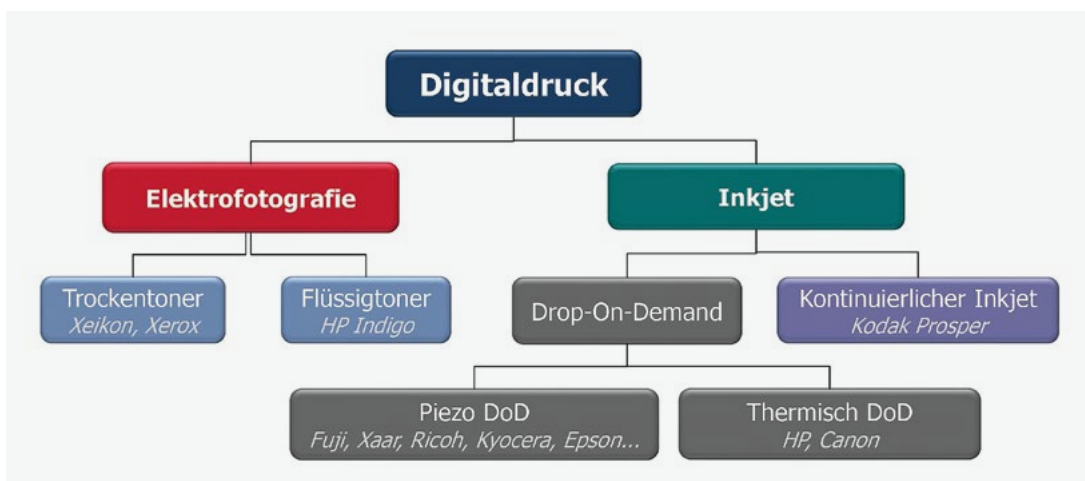 Digitaldruck
Elektrofotografie
Inkjet
Trockentoner
Xeikon, Xerox
Flüssigtoner
HP Indigo
Drop-On-Demand
Kontinuierlicher Inkjet
Kodak Prosper
Piezo DoD
Fuji, Xaar, Ricoh, Kyocera, Epson...
Thermisch DoD
HP, Canon